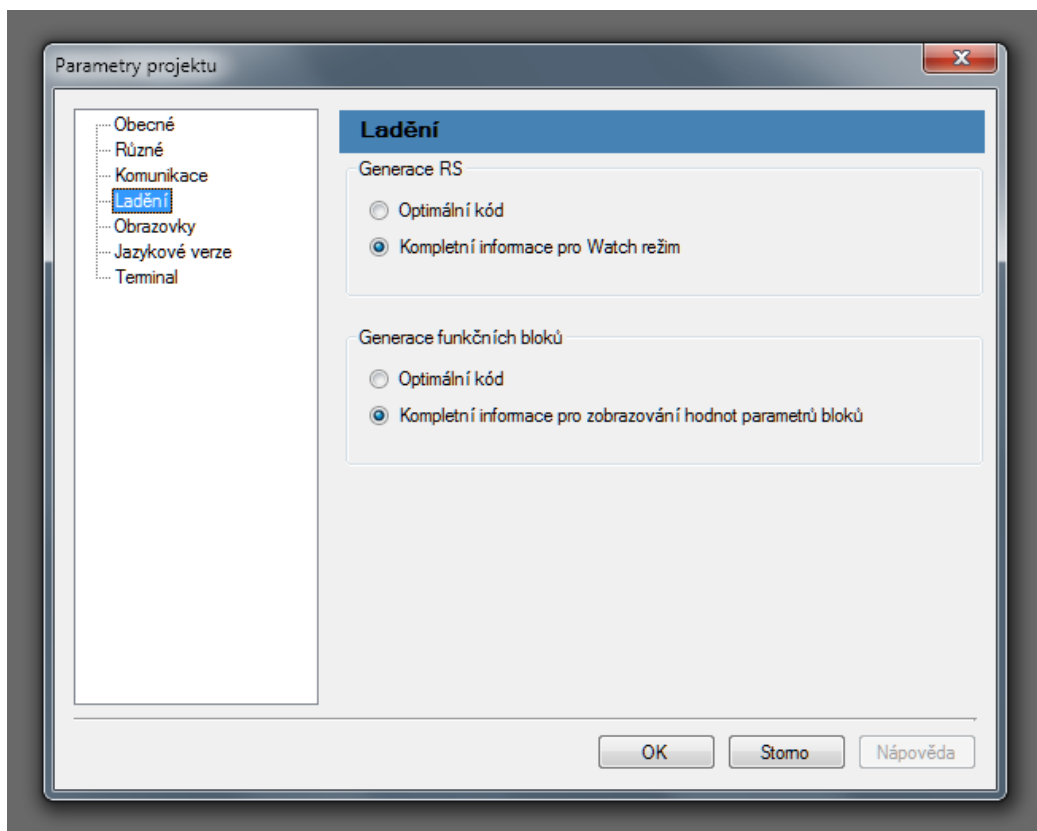 Parametry projektu
Obecné
Různé
Komunikace
Ladění
Obrazovky
Jazykové verze
Terminal
Ladění
Generace RS
Optimální kód
Kompletní informace pro Watch režim
Generace funkčních bloků
Optimální kód
Kompletní informace pro zobrazování hodnot parametrů bloků
OK
Storno
Nápověda